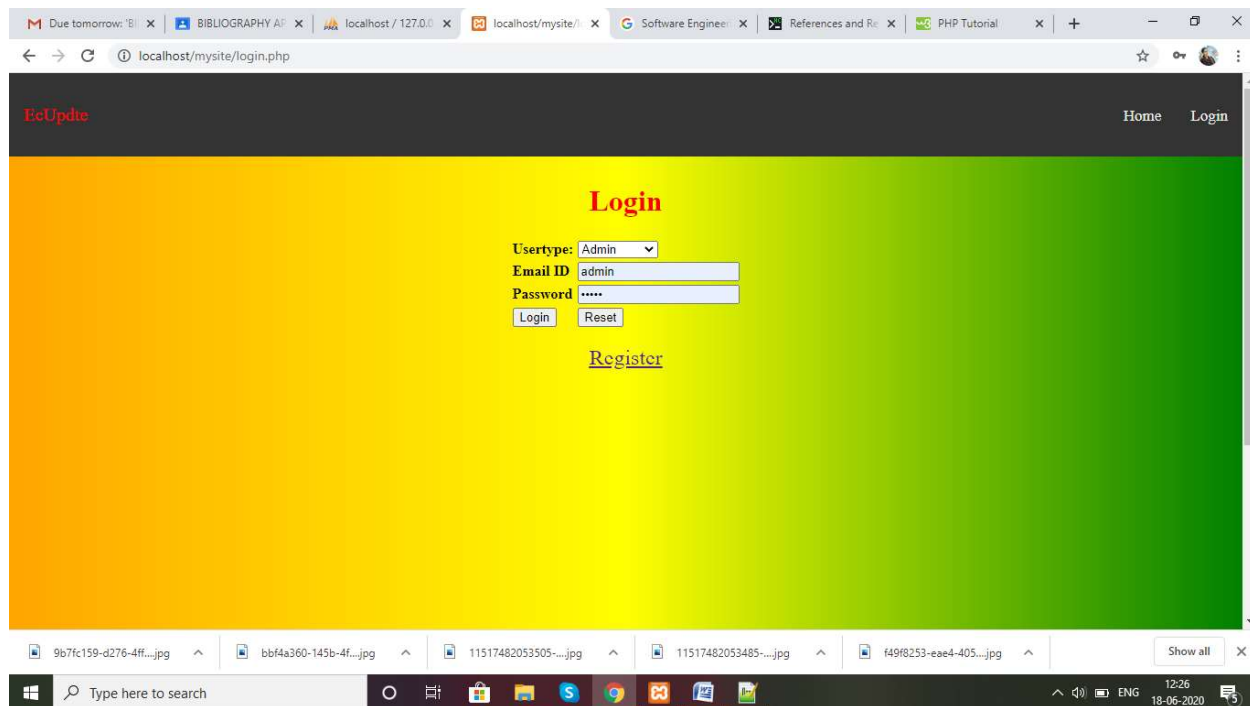 Due tomorrow: 'Bi
BIBLIOGRAPHY AP
localhost / 127.0.0
localhost/mysite/l
Software Engineer
References and Re
PHP Tutorial
localhost/mysite/login.php
EcUpdte
Home Login
Login
Usertype: Admin
Email ID admin
Password •••••
Login Reset
Register
9b7fc159-d276-4ff....jpg
bbf4a360-145b-4f....jpg
11517482053505-....jpg
11517482053485-....jpg
f49f8253-eae4-405....jpg
Show all
Type here to search
ENG
12:26
18-06-2020
5